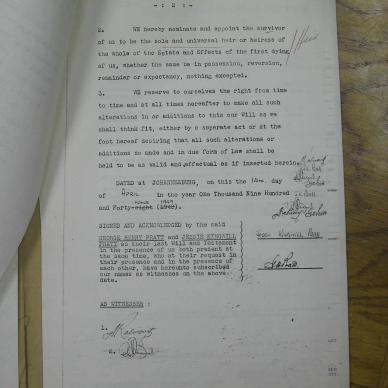 - : 2 : -
2. WE hereby nominate and appoint the survivor
of us to be the sole and universal heir or heiress of
the whole of the Estate and Effects of the first dying
of us, whether the same be in possession, reversion,
remainder or expectancy, nothing excepted.
3. WE reserve to ourselves the right from time
to time and at all times hereafter to make all such
alterations in or additions to this our Will as we
shall think fit, either by a separate act or at the
foot hereof desiring that all such alterations or
additions so made and in due form of law shall be
held to be as valid and effectual as if inserted herein.
DATED at JOHANNESBURG, on this the 14th day
of APRIL in the year One Thousand Nine Hundred
nine 1949
and Forty-eight (1948).
SIGNED AND ACKNOWLEDGED by the said
GEORGE HENRY PRATT and JESSIE KINGWILL
PRATT as their Last Will and Testament
in the presence of us both present at
the same time, who at their request in
their presence and in the presence of
each other, have hereunto subscribed
our names as witnesses on the above
date.
AS WITNESSES :
1.
2.